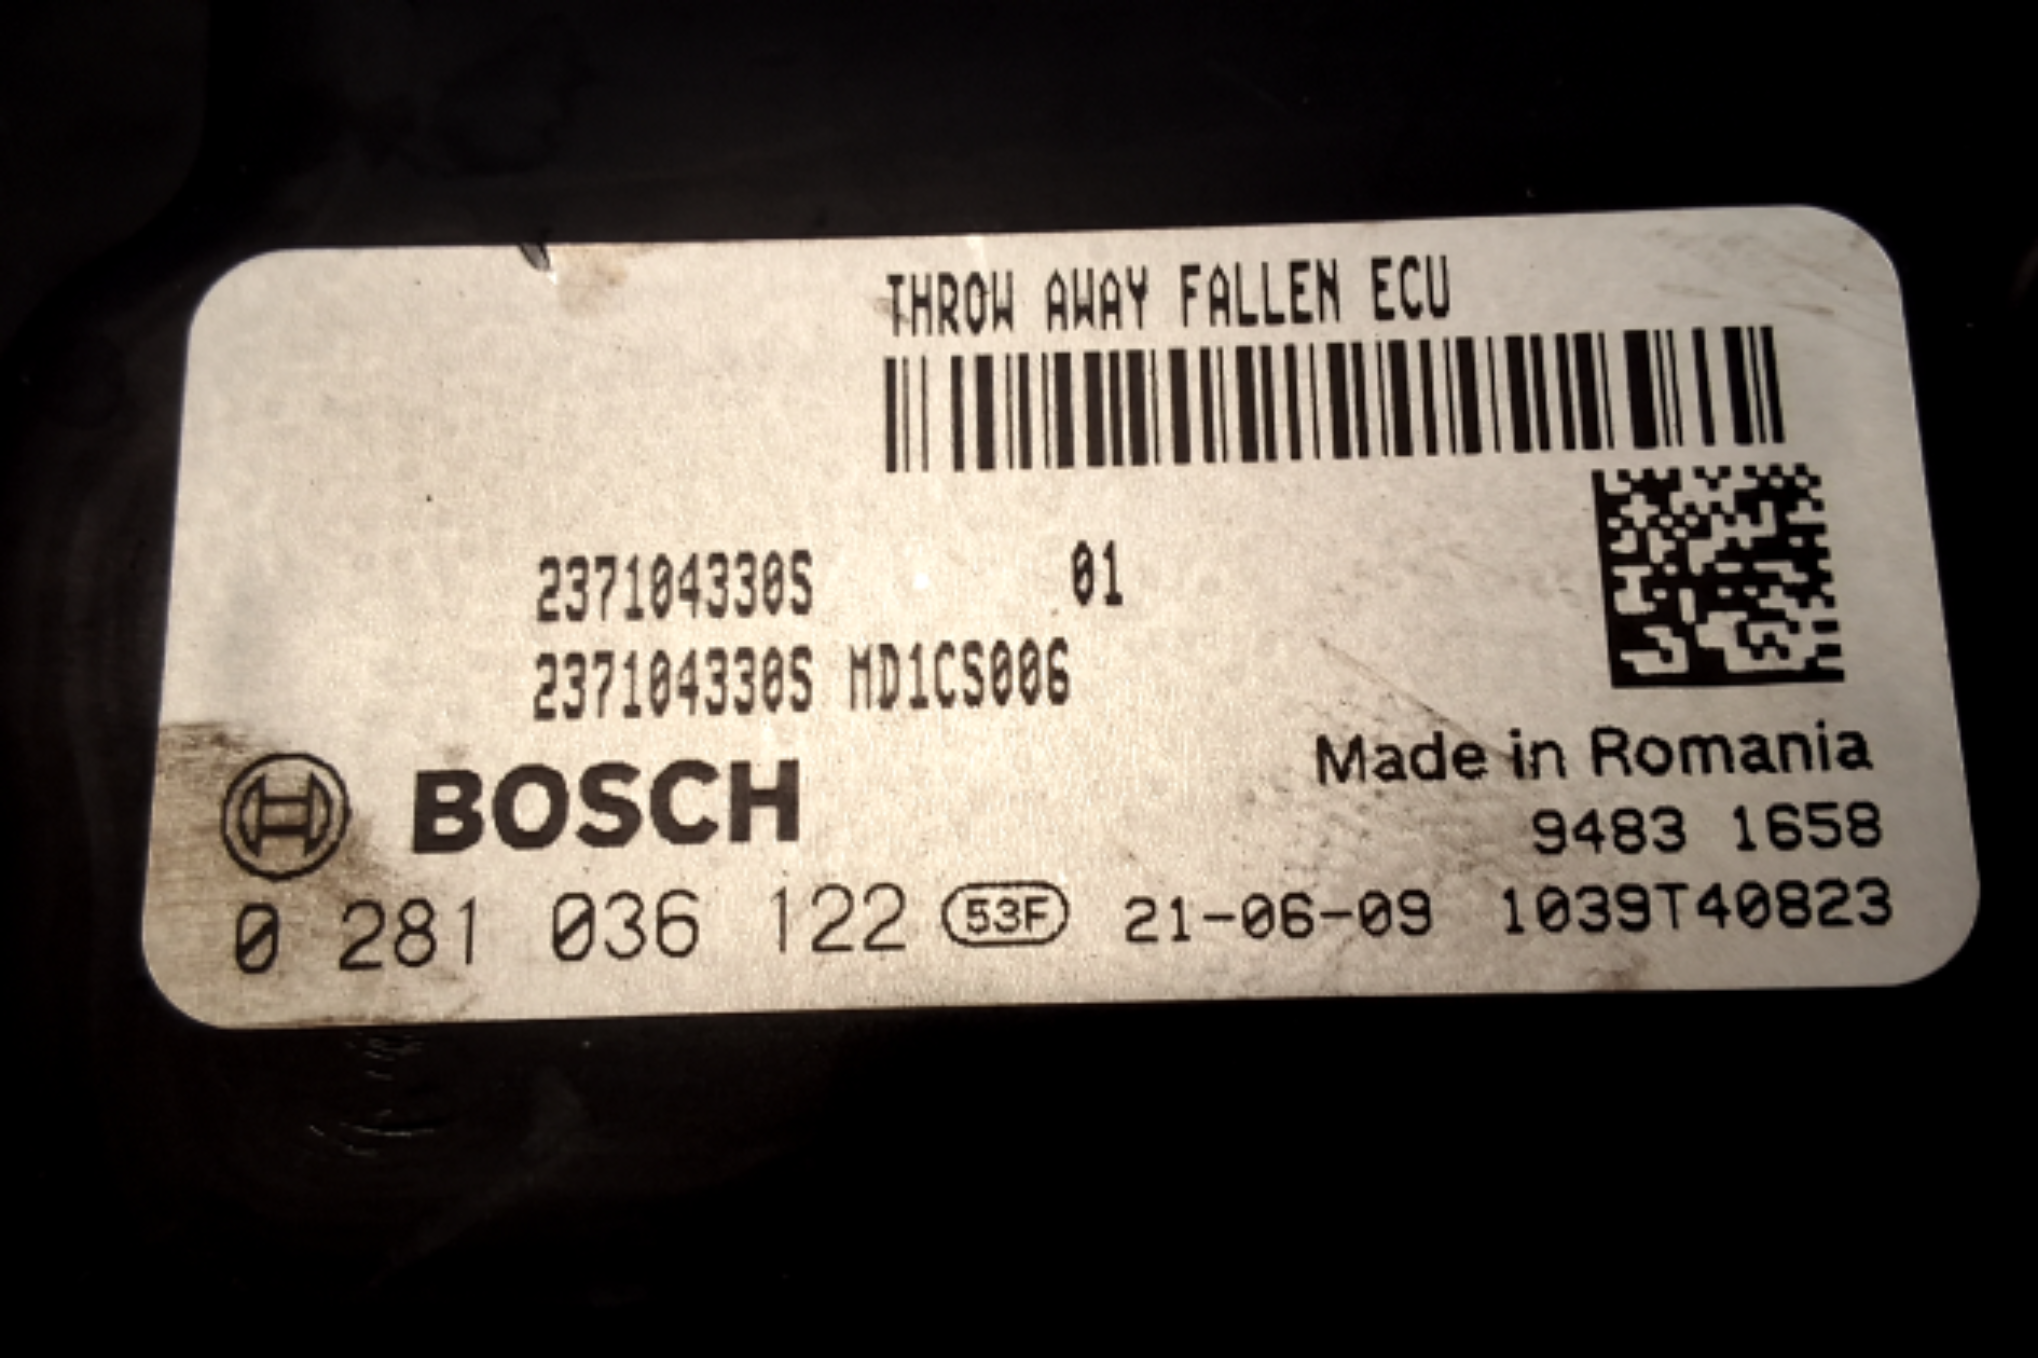 THROW AWAY FALLEN ECU
237104330S 01
237104330S MD1CS006
BOSCH
Made in Romania
9483 1658
0 281 036 122 53F 21-06-09 1039T40823